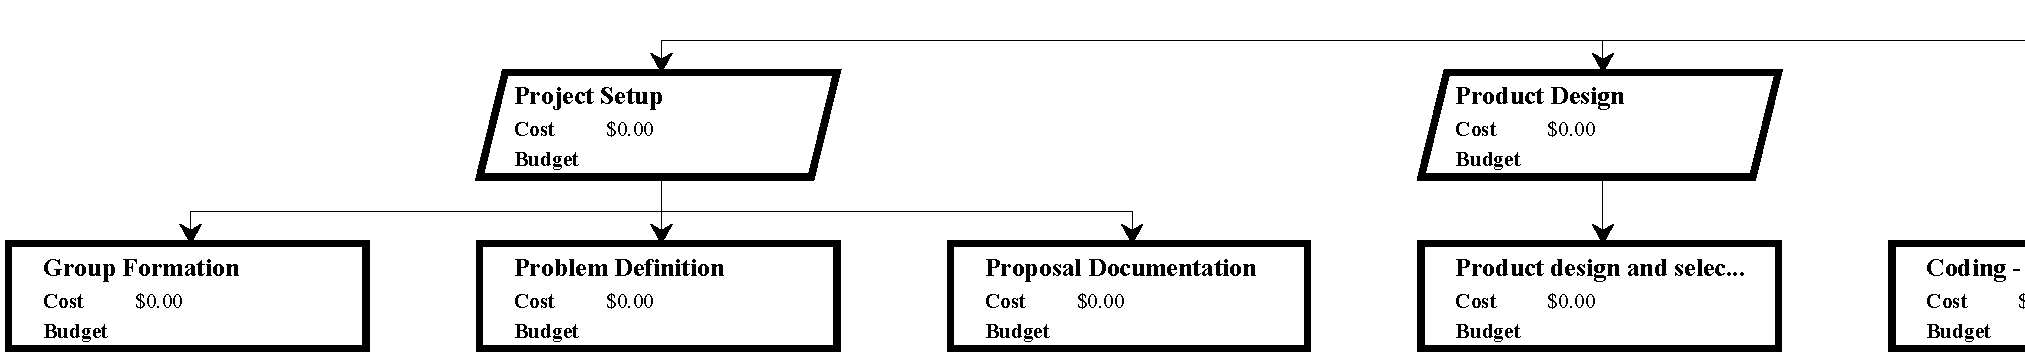 Project Setup
Cost $0.00
Budget
Product Design
Cost $0.00
Budget
Group Formation
Cost $0.00
Budget
Problem Definition
Cost $0.00
Budget
Proposal Documentation
Cost $0.00
Budget
Product design and selec...
Cost $0.00
Budget
Coding -
Cost
Budget